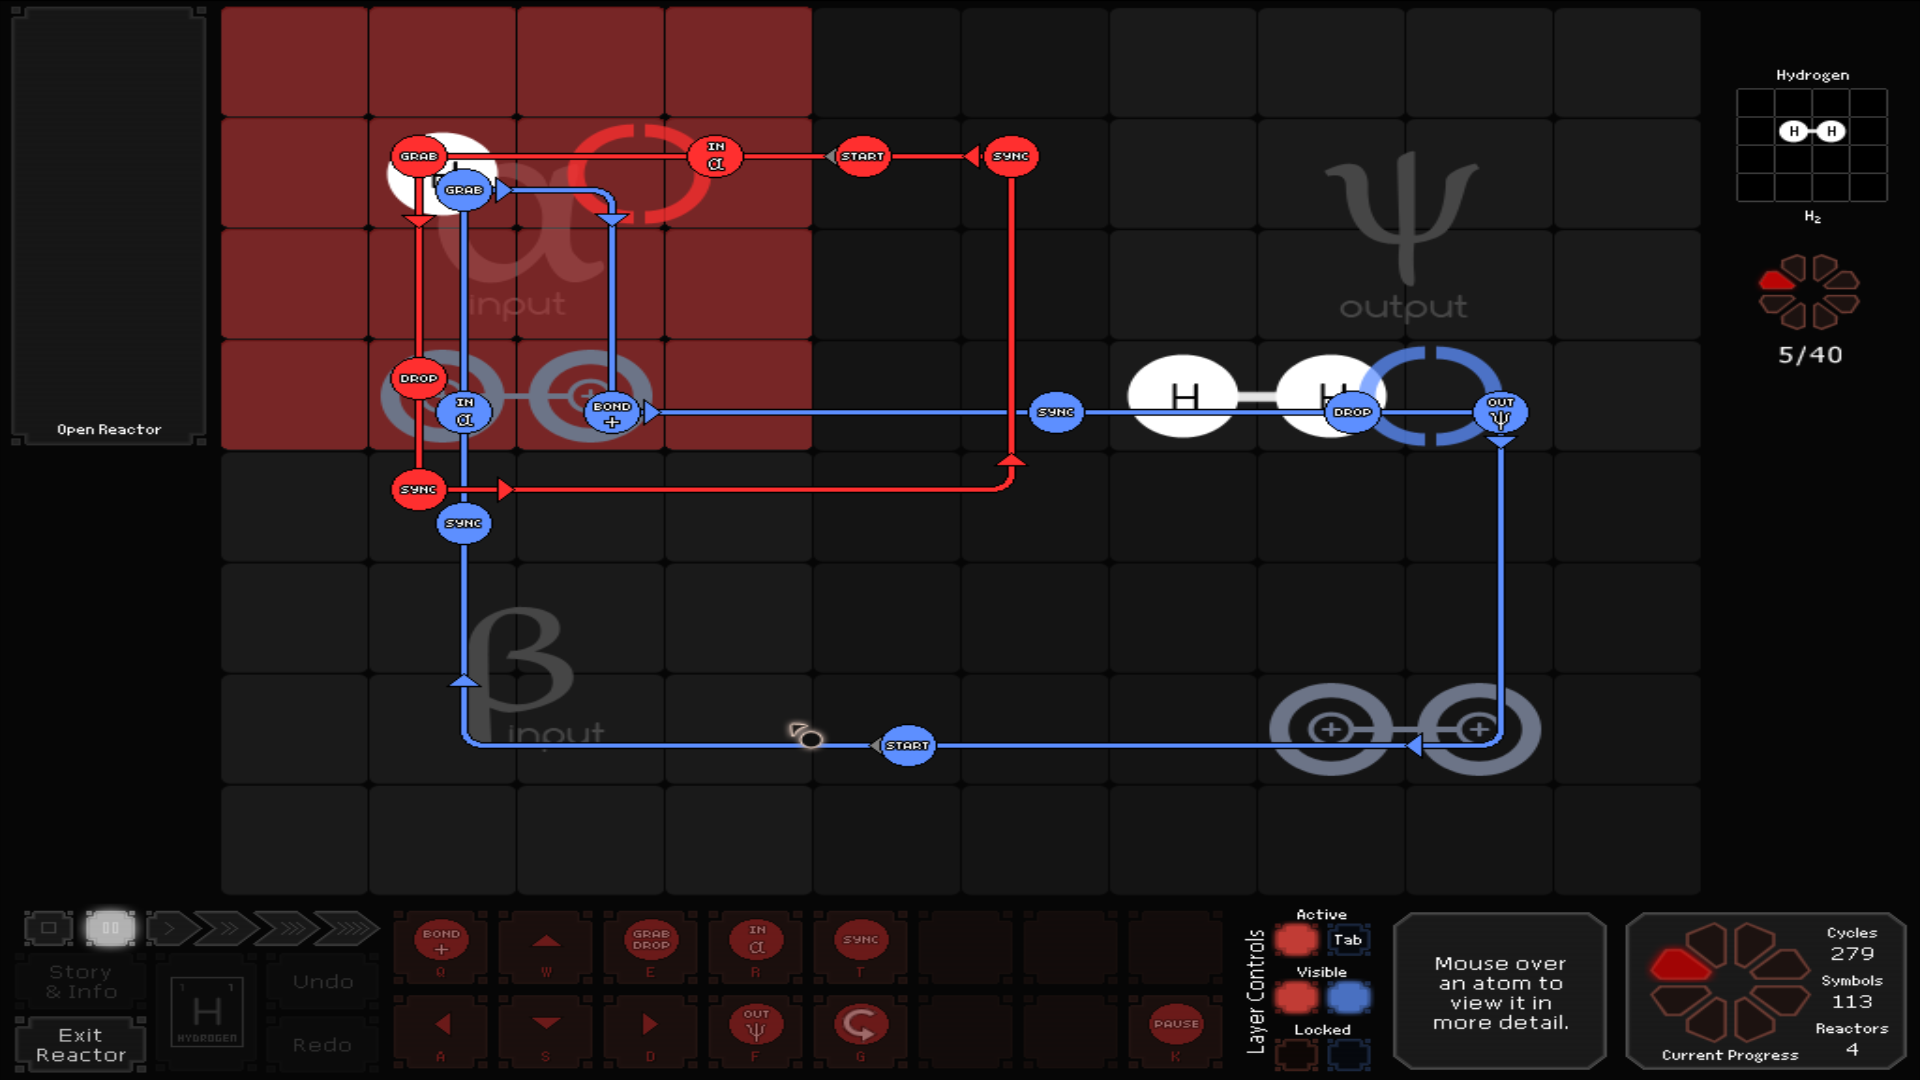 Open Reactor
GRAB
IN
α
START
SYNC
GRAB
H
α
input
ψ
output
DROP
IN
α
BOND
+
SYNC
H
H
DROP
OUT
ψ
SYNC
SYNC
β
input
START
Hydrogen
H H
H₂
5/40
Story
& Info
Exit
Reactor
1 1
H
HYDROGEN
Undo
Redo
BOND
+
Q
W
GRAB
DROP
E
IN
α
R
SYNC
T
A
S
D
OUT
ψ
F
G
PAUSE
K
Layer Controls
Active
Tab
Visible
Locked
Mouse over
an atom to
view it in
more detail.
Cycles
279
Symbols
113
Reactors
4
Current Progress